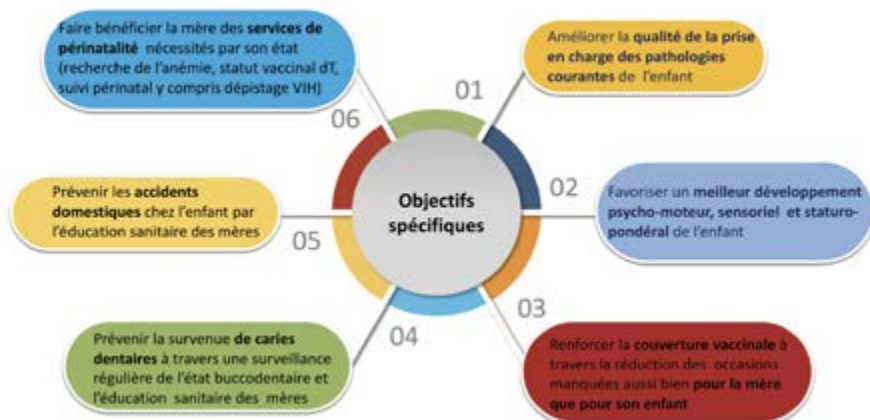 Faire bénéficier la mère des services de
périnatalité nécessités par son état
(recherche de l'anémie, statut vaccinal dT,
suivi périnatal y compris dépistage VIH)
Améliorer la qualité de la prise
en charge des pathologies
courantes de l'enfant
01
06
Objectifs
spécifiques
Prévenir les accidents
domestiques chez l'enfant par
l'éducation sanitaire des mères
02
Favoriser un meilleur développement
psycho-moteur, sensoriel et staturo-
pondéral de l'enfant
05
03
04
Prévenir la survenue de caries
dentaires à travers une surveillance
régulière de l'état buccodentaire et
l'éducation sanitaire des mères
Renforcer la couverture vaccinale à
travers la réduction des occasions
manquées aussi bien pour la mère
que pour son enfant